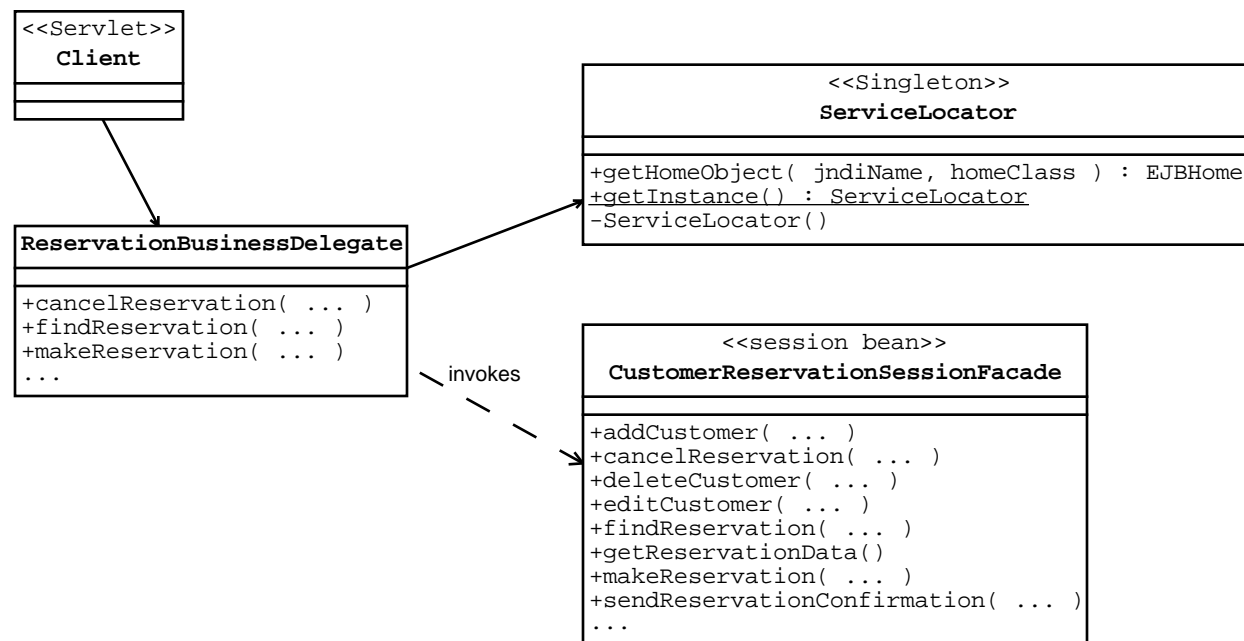 <<Servlet>>
Client
<<Singleton>>
ServiceLocator
+getHomeObject( jndiName, homeClass ) : EJBHome
+getInstance() : ServiceLocator
-ServiceLocator()
ReservationBusinessDelegate
+cancelReservation( ... )
+findReservation( ... )
+makeReservation( ... )
...
invokes
<<session bean>>
CustomerReservationSessionFacade
+addCustomer( ... )
+cancelReservation( ... )
+deleteCustomer( ... )
+editCustomer( ... )
+findReservation( ... )
+getReservationData()
+makeReservation( ... )
+sendReservationConfirmation( ... )
...